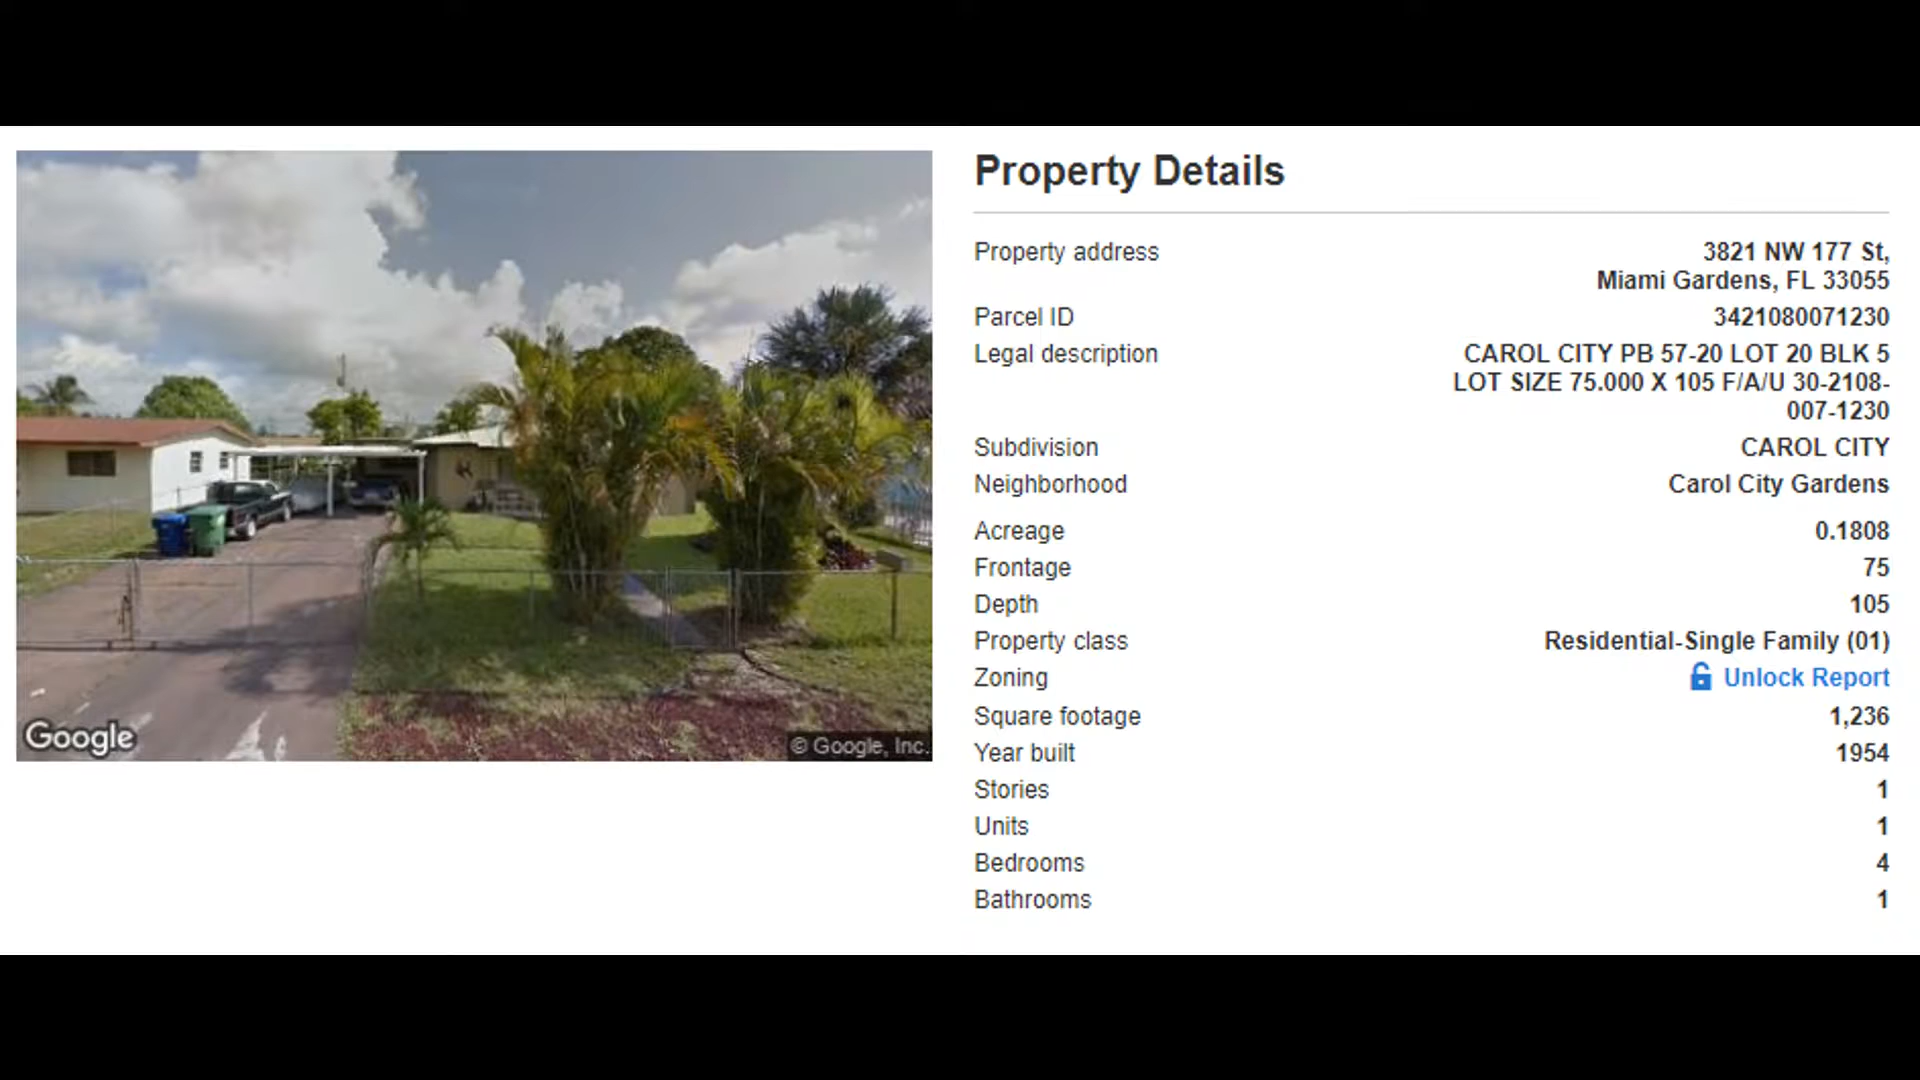 Property Details
Property address 3821 NW 177 St,
Miami Gardens, FL 33055
Parcel ID 3421080071230
Legal description CAROL CITY PB 57-20 LOT 20 BLK 5
LOT SIZE 75.000 X 105 F/A/U 30-2108-
007-1230
Subdivision CAROL CITY
Neighborhood Carol City Gardens
Acreage 0.1808
Frontage 75
Depth 105
Property class Residential-Single Family (01)
Zoning Unlock Report
Square footage 1,236
Year built 1954
Stories 1
Units 1
Bedrooms 4
Bathrooms 1
Google
© Google, Inc.